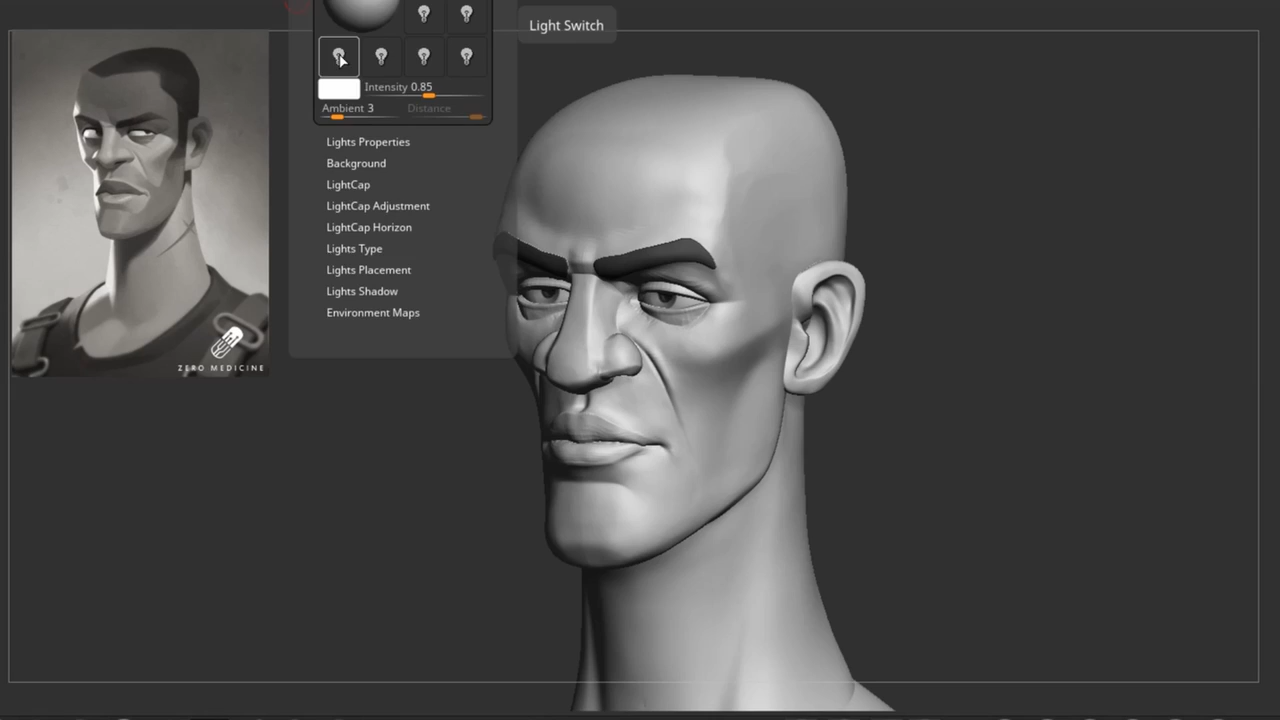 Light Switch
Intensity 0.85
Ambient 3
Distance
Lights Properties
Background
LightCap
LightCap Adjustment
LightCap Horizon
Lights Type
Lights Placement
Lights Shadow
Environment Maps
ZERO MEDICINE